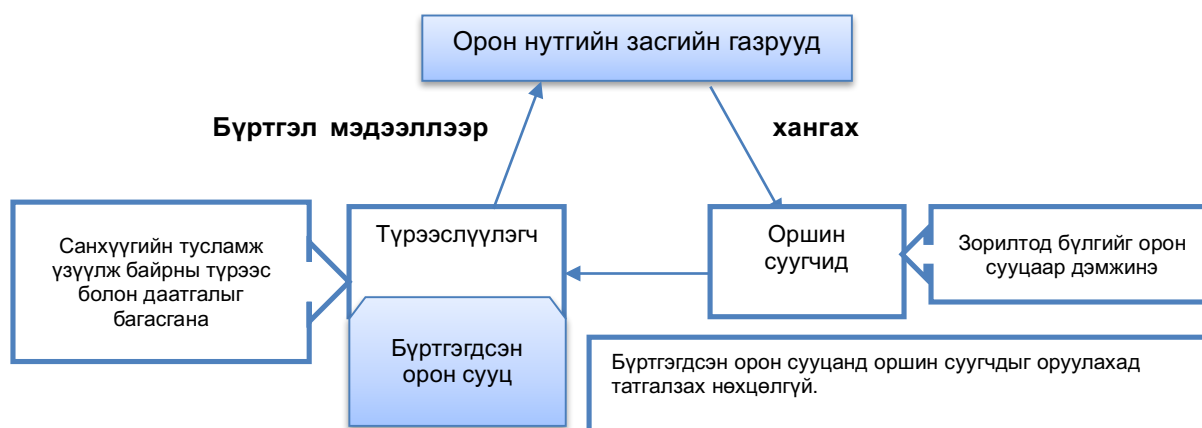 Орон нутгийн засгийн газрууд
Бүртгэл мэдээллээр
хангах
Санхүүгийн тусламж
үзүүлж байрны түрээс
болон даатгалыг
багасгана
Түрээслүүлэгч
Бүртгэгдсэн
орон сууц
Оршин
суугчид
Зорилтод бүлгийг орон
сууцаар дэмжинэ
Бүртгэгдсэн орон сууцанд оршин суугчдыг оруулахад
татгалзах нөхцөлгүй.